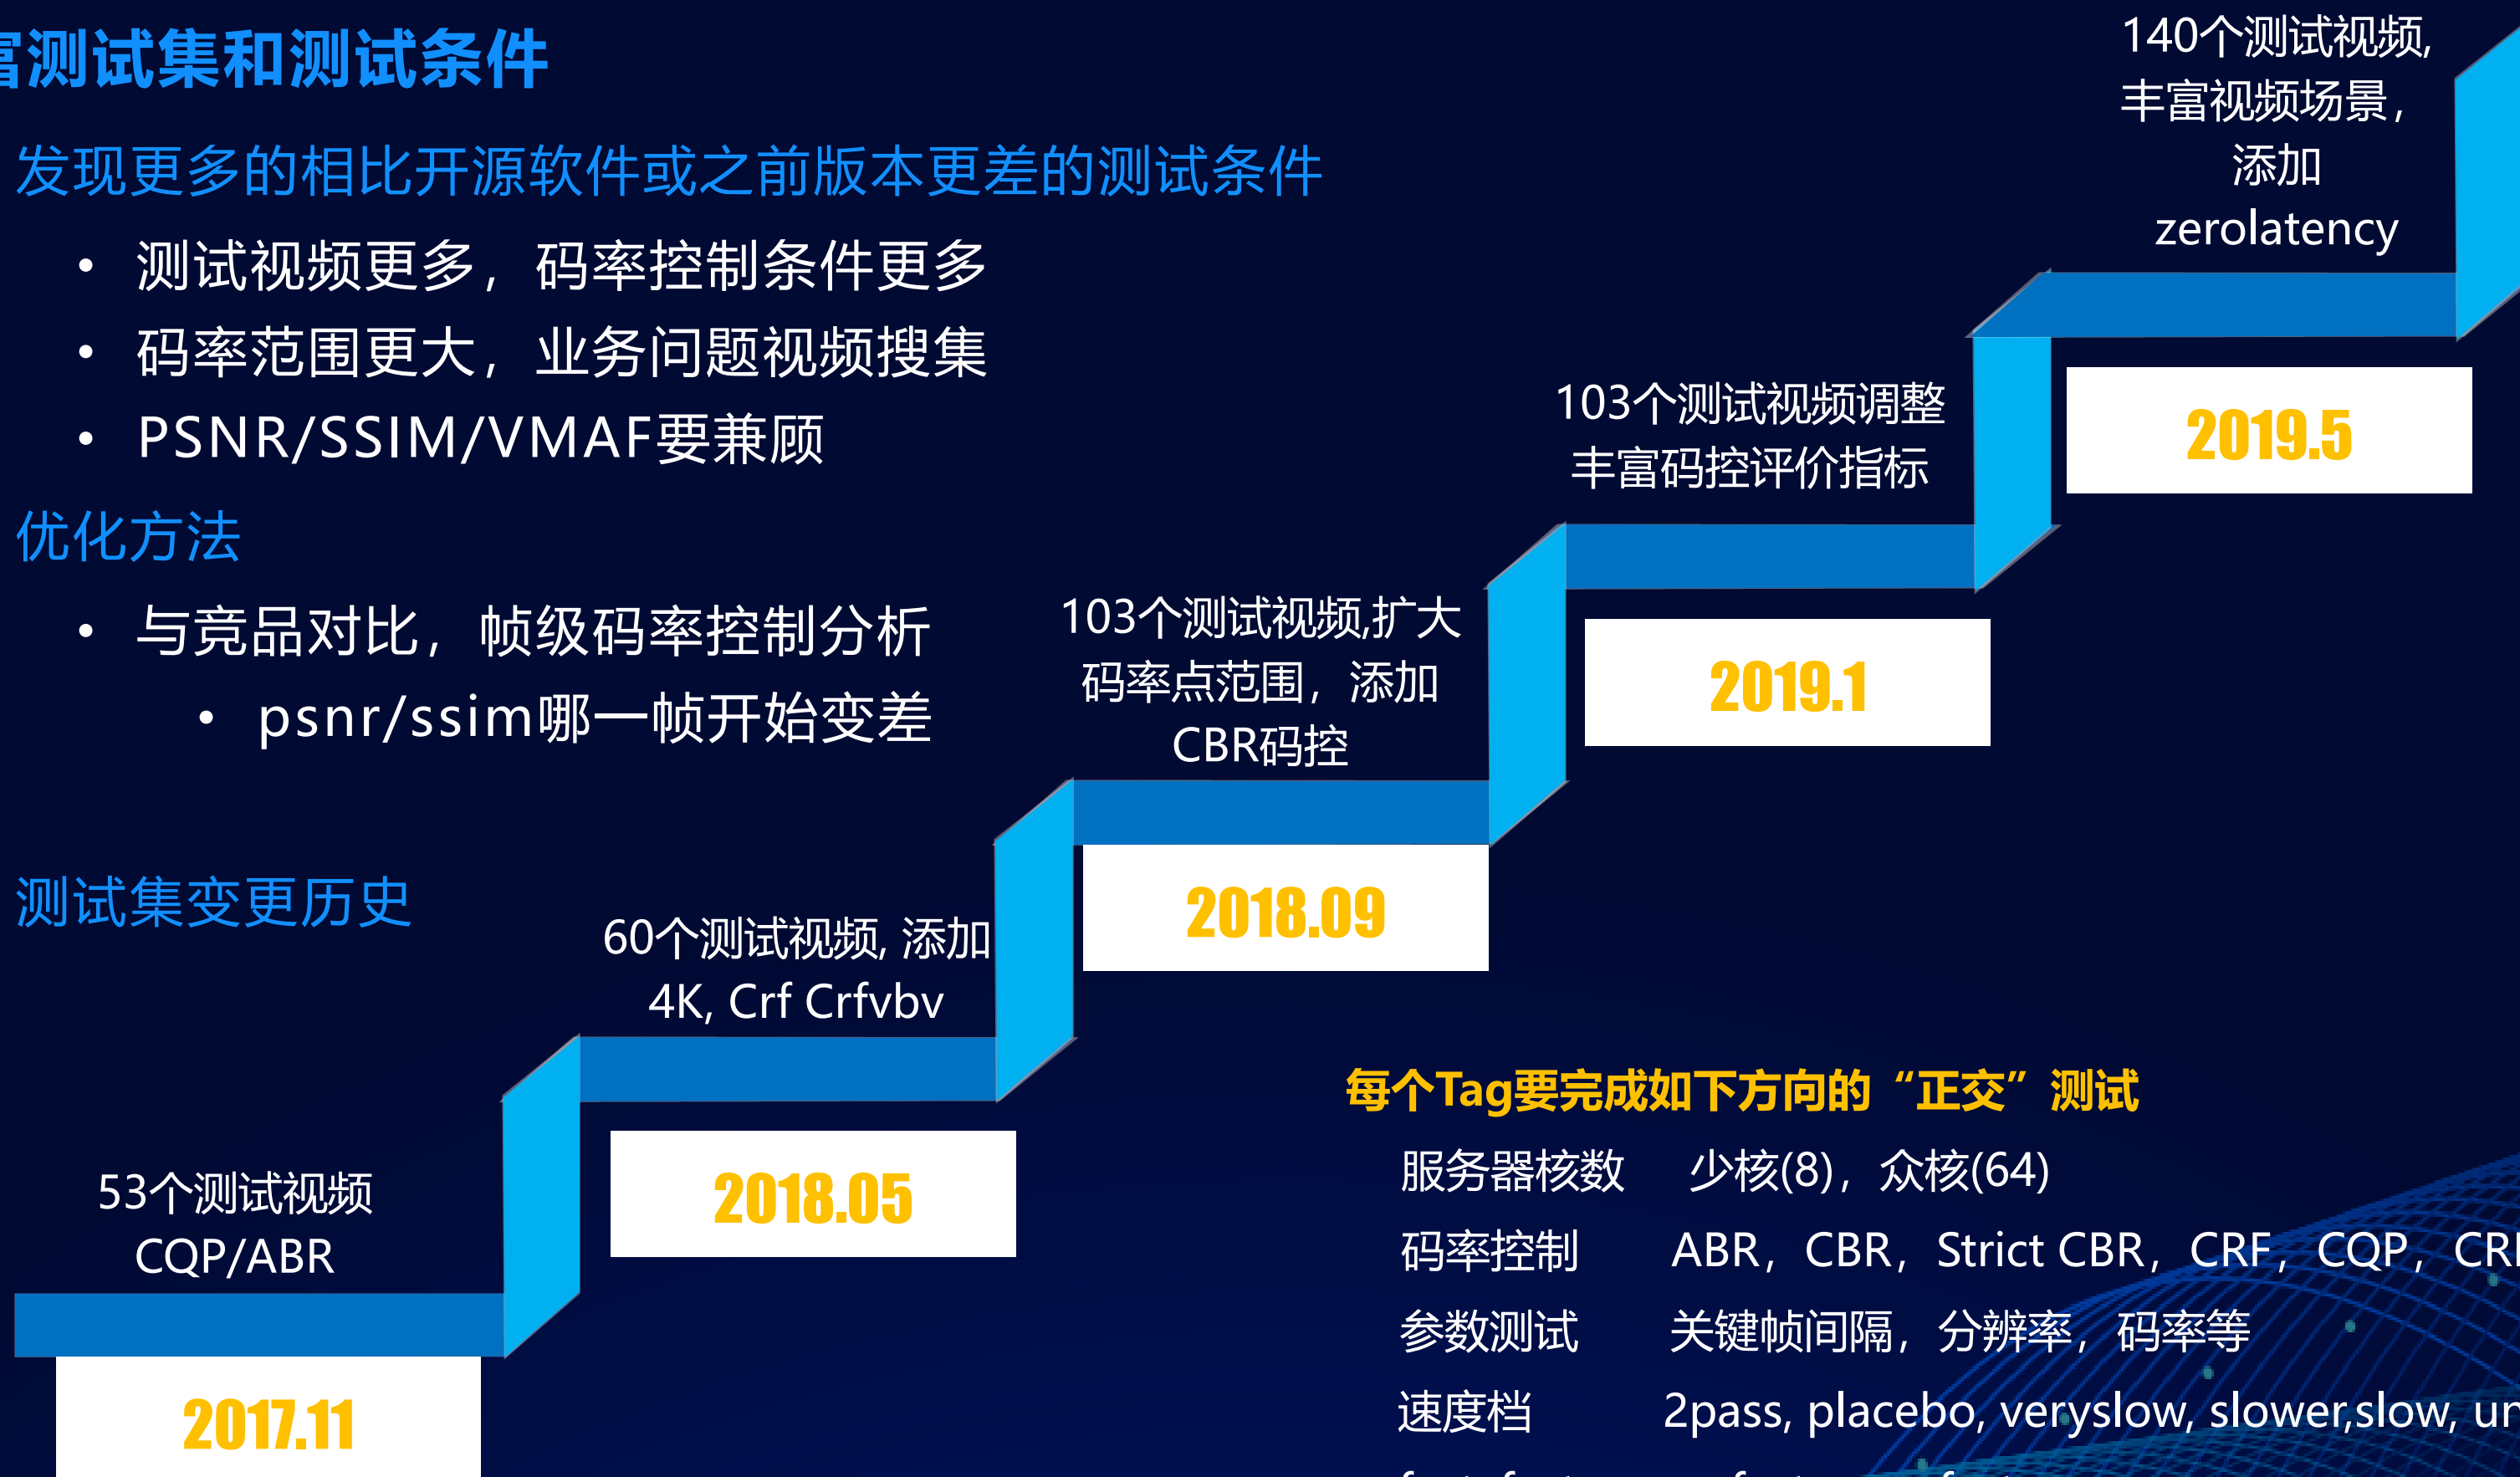 测试集和测试条件
发现更多的相比开源软件或之前版本更差的测试条件
• 测试视频更多，码率控制条件更多
• 码率范围更大，业务问题视频搜集
• PSNR/SSIM/VMAF要兼顾
优化方法
• 与竞品对比，帧级码率控制分析
• psnr/ssim哪一帧开始变差
测试集变更历史
53个测试视频
CQP/ABR
2017.11
60个测试视频, 添加
4K, Crf Crfvbv
2018.05
103个测试视频,扩大
码率点范围，添加
CBR码控
2018.09
103个测试视频调整
丰富码控评价指标
2019.1
140个测试视频,
丰富视频场景，
添加
zerolatency
2019.5
每个Tag要完成如下方向的“正交”测试
服务器核数 少核(8)，众核(64)
码率控制 ABR，CBR，Strict CBR，CRF，CQP，
参数测试 关键帧间隔，分辨率，码率等
速度档 2pass, placebo, veryslow, slower,slow,